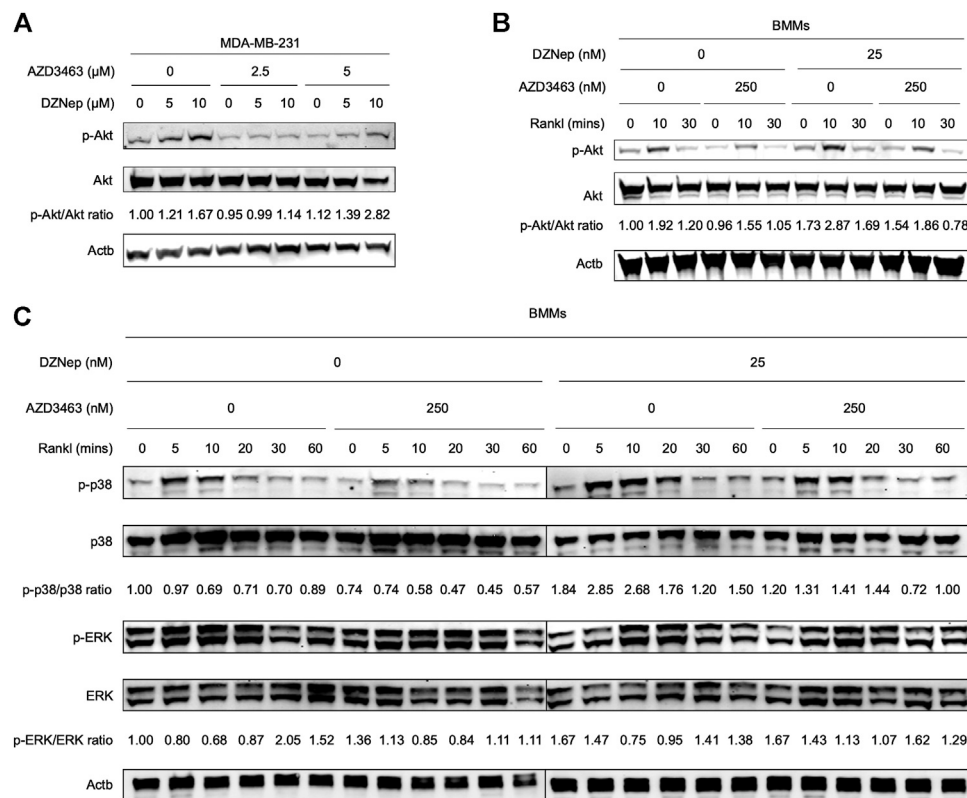 A
MDA-MB-231
AZD3463 (μM) 0 2.5 5
DZNep (μM) 0 5 10 0 5 10 0 5 10
p-Akt
Akt
p-Akt/Akt ratio 1.00 1.21 1.67 0.95 0.99 1.14 1.12 1.39 2.82
Actb
B
BMMs
DZNep (nM) 0 25
AZD3463 (nM) 0 250 0 250
Rankl (mins) 0 10 30 0 10 30 0 10 30 0 10 30
p-Akt
Akt
p-Akt/Akt ratio 1.00 1.92 1.20 0.96 1.55 1.05 1.73 2.87 1.69 1.54 1.86 0.78
Actb
C
BMMs
DZNep (nM) 0 25
AZD3463 (nM) 0 250 0 250
Rankl (mins) 0 5 10 20 30 60 0 5 10 20 30 60 0 5 10 20 30 60 0 5 10 20 30 60
p-p38
p38
p-p38/p38 ratio 1.00 0.97 0.69 0.71 0.70 0.89 0.74 0.74 0.58 0.47 0.45 0.57 1.84 2.85 2.68 1.76 1.20 1.50 1.20 1.31 1.41 1.44 0.72 1.00
p-ERK
ERK
p-ERK/ERK ratio 1.00 0.80 0.68 0.87 2.05 1.52 1.36 1.13 0.85 0.84 1.11 1.11 1.67 1.47 0.75 0.95 1.41 1.38 1.67 1.43 1.13 1.07 1.62 1.29
Actb